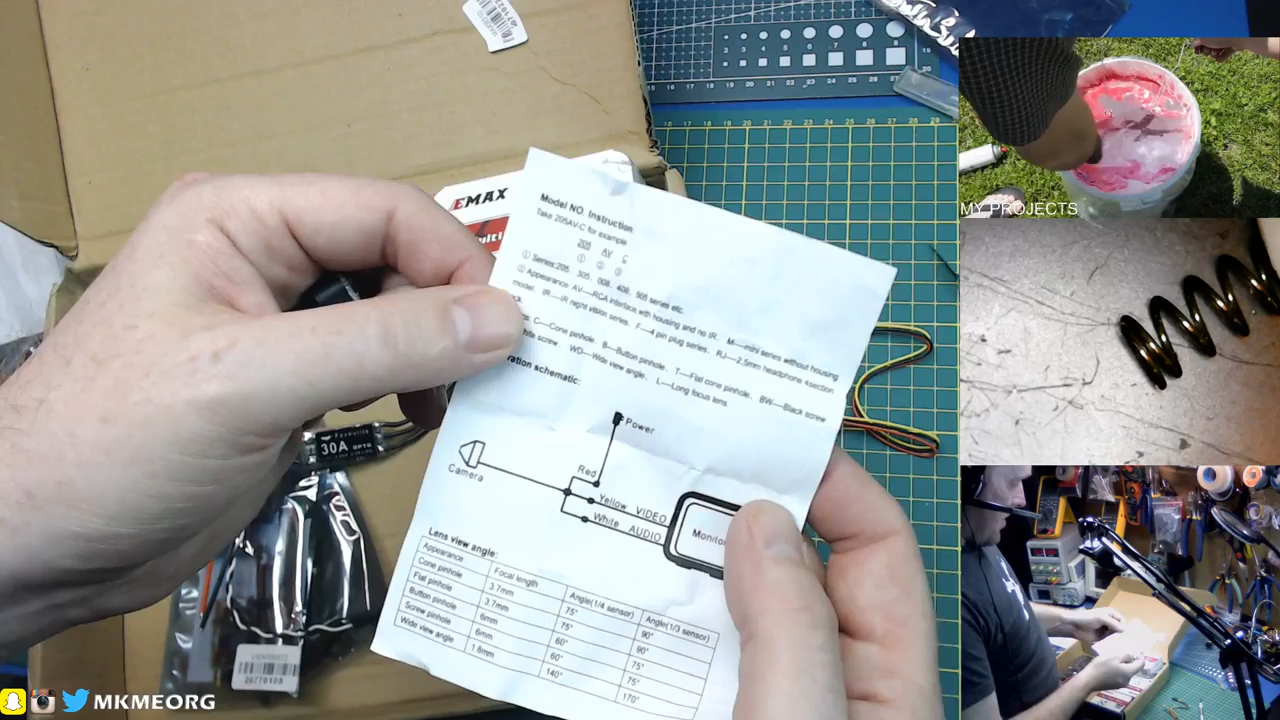 EMAX
Multi
Model NO. Instruction
Take 205AV-C for example
205 AV C
① ② ③
① Series:205, 305, 008, 408, 505 series etc.
② Appearance: AV—RCA interface with housing and no IR, M—mini series without housing
model, IR—IR night vision series, F—4 pin plug series, RJ—2.5mm headphone 4section
C—Cone pinhole, B—Button pinhole, T—Flat cone pinhole, BW—Black screw
screw, WD—Wide view angle, L—Long focus lens,
schematic:
Power
Camera
Red
Yellow VIDEO
White AUDIO
Lens view angle:
Appearance Focal length Angle(1/4 sensor) Angle(1/3 sensor)
Cone pinhole 3.7mm 75° 90°
Flat pinhole 3.7mm 75° 90°
Button pinhole 6mm 60° 75°
Screw pinhole 6mm 60° 75°
Wide view angle 1.8mm 140° 170°
Favourite
30A
MY PROJECTS
MKMEORG